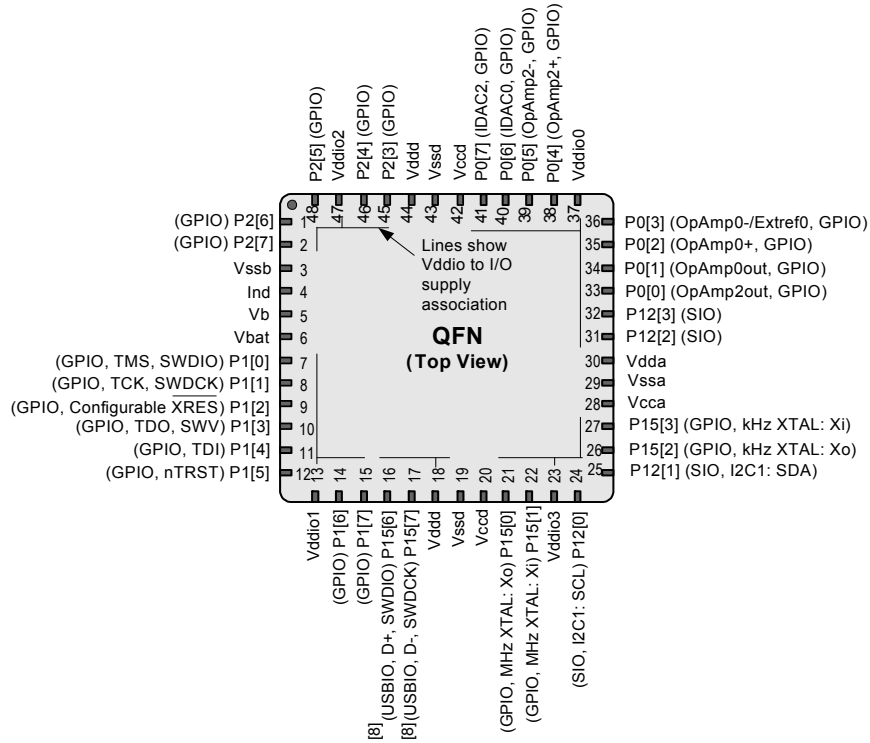 P2[5] (GPIO)
Vddio2
P2[4] (GPIO)
P2[3] (GPIO)
Vddd
Vssd
Vccd
P0[7] (IDAC2, GPIO)
P0[6] (IDAC0, GPIO)
P0[5] (OpAmp2-, GPIO)
P0[4] (OpAmp2+, GPIO)
Vddio0
48
47
46
45
44
43
42
41
40
39
38
37
(GPIO) P2[6] 1
(GPIO) P2[7] 2
Vssb 3
Ind 4
Vb 5
Vbat 6
(GPIO, TMS, SWDIO) P1[0] 7
(GPIO, TCK, SWDCK) P1[1] 8
(GPIO, Configurable XRES) P1[2] 9
(GPIO, TDO, SWV) P1[3] 10
(GPIO, TDI) P1[4] 11
(GPIO, nTRST) P1[5] 12
Lines show
Vddio to I/O
supply
association
QFN
(Top View)
36 P0[3] (OpAmp0-/Extref0, GPIO)
35 P0[2] (OpAmp0+, GPIO)
34 P0[1] (OpAmp0out, GPIO)
33 P0[0] (OpAmp2out, GPIO)
32 P12[3] (SIO)
31 P12[2] (SIO)
30 Vdda
29 Vssa
28 Vcca
27 P15[3] (GPIO, kHz XTAL: Xi)
26 P15[2] (GPIO, kHz XTAL: Xo)
25 P12[1] (SIO, I2C1: SDA)
13
14
15
16
17
18
19
20
21
22
23
24
Vddio1
(GPIO) P1[6]
(GPIO) P1[7]
[8] (USBIO, D+, SWDIO) P15[6]
[8] (USBIO, D-, SWDCK) P15[7]
Vddd
Vssd
Vccd
(GPIO, MHz XTAL: Xo) P15[0]
(GPIO, MHz XTAL: Xi) P15[1]
Vddio3
(SIO, I2C1: SCL) P12[0]